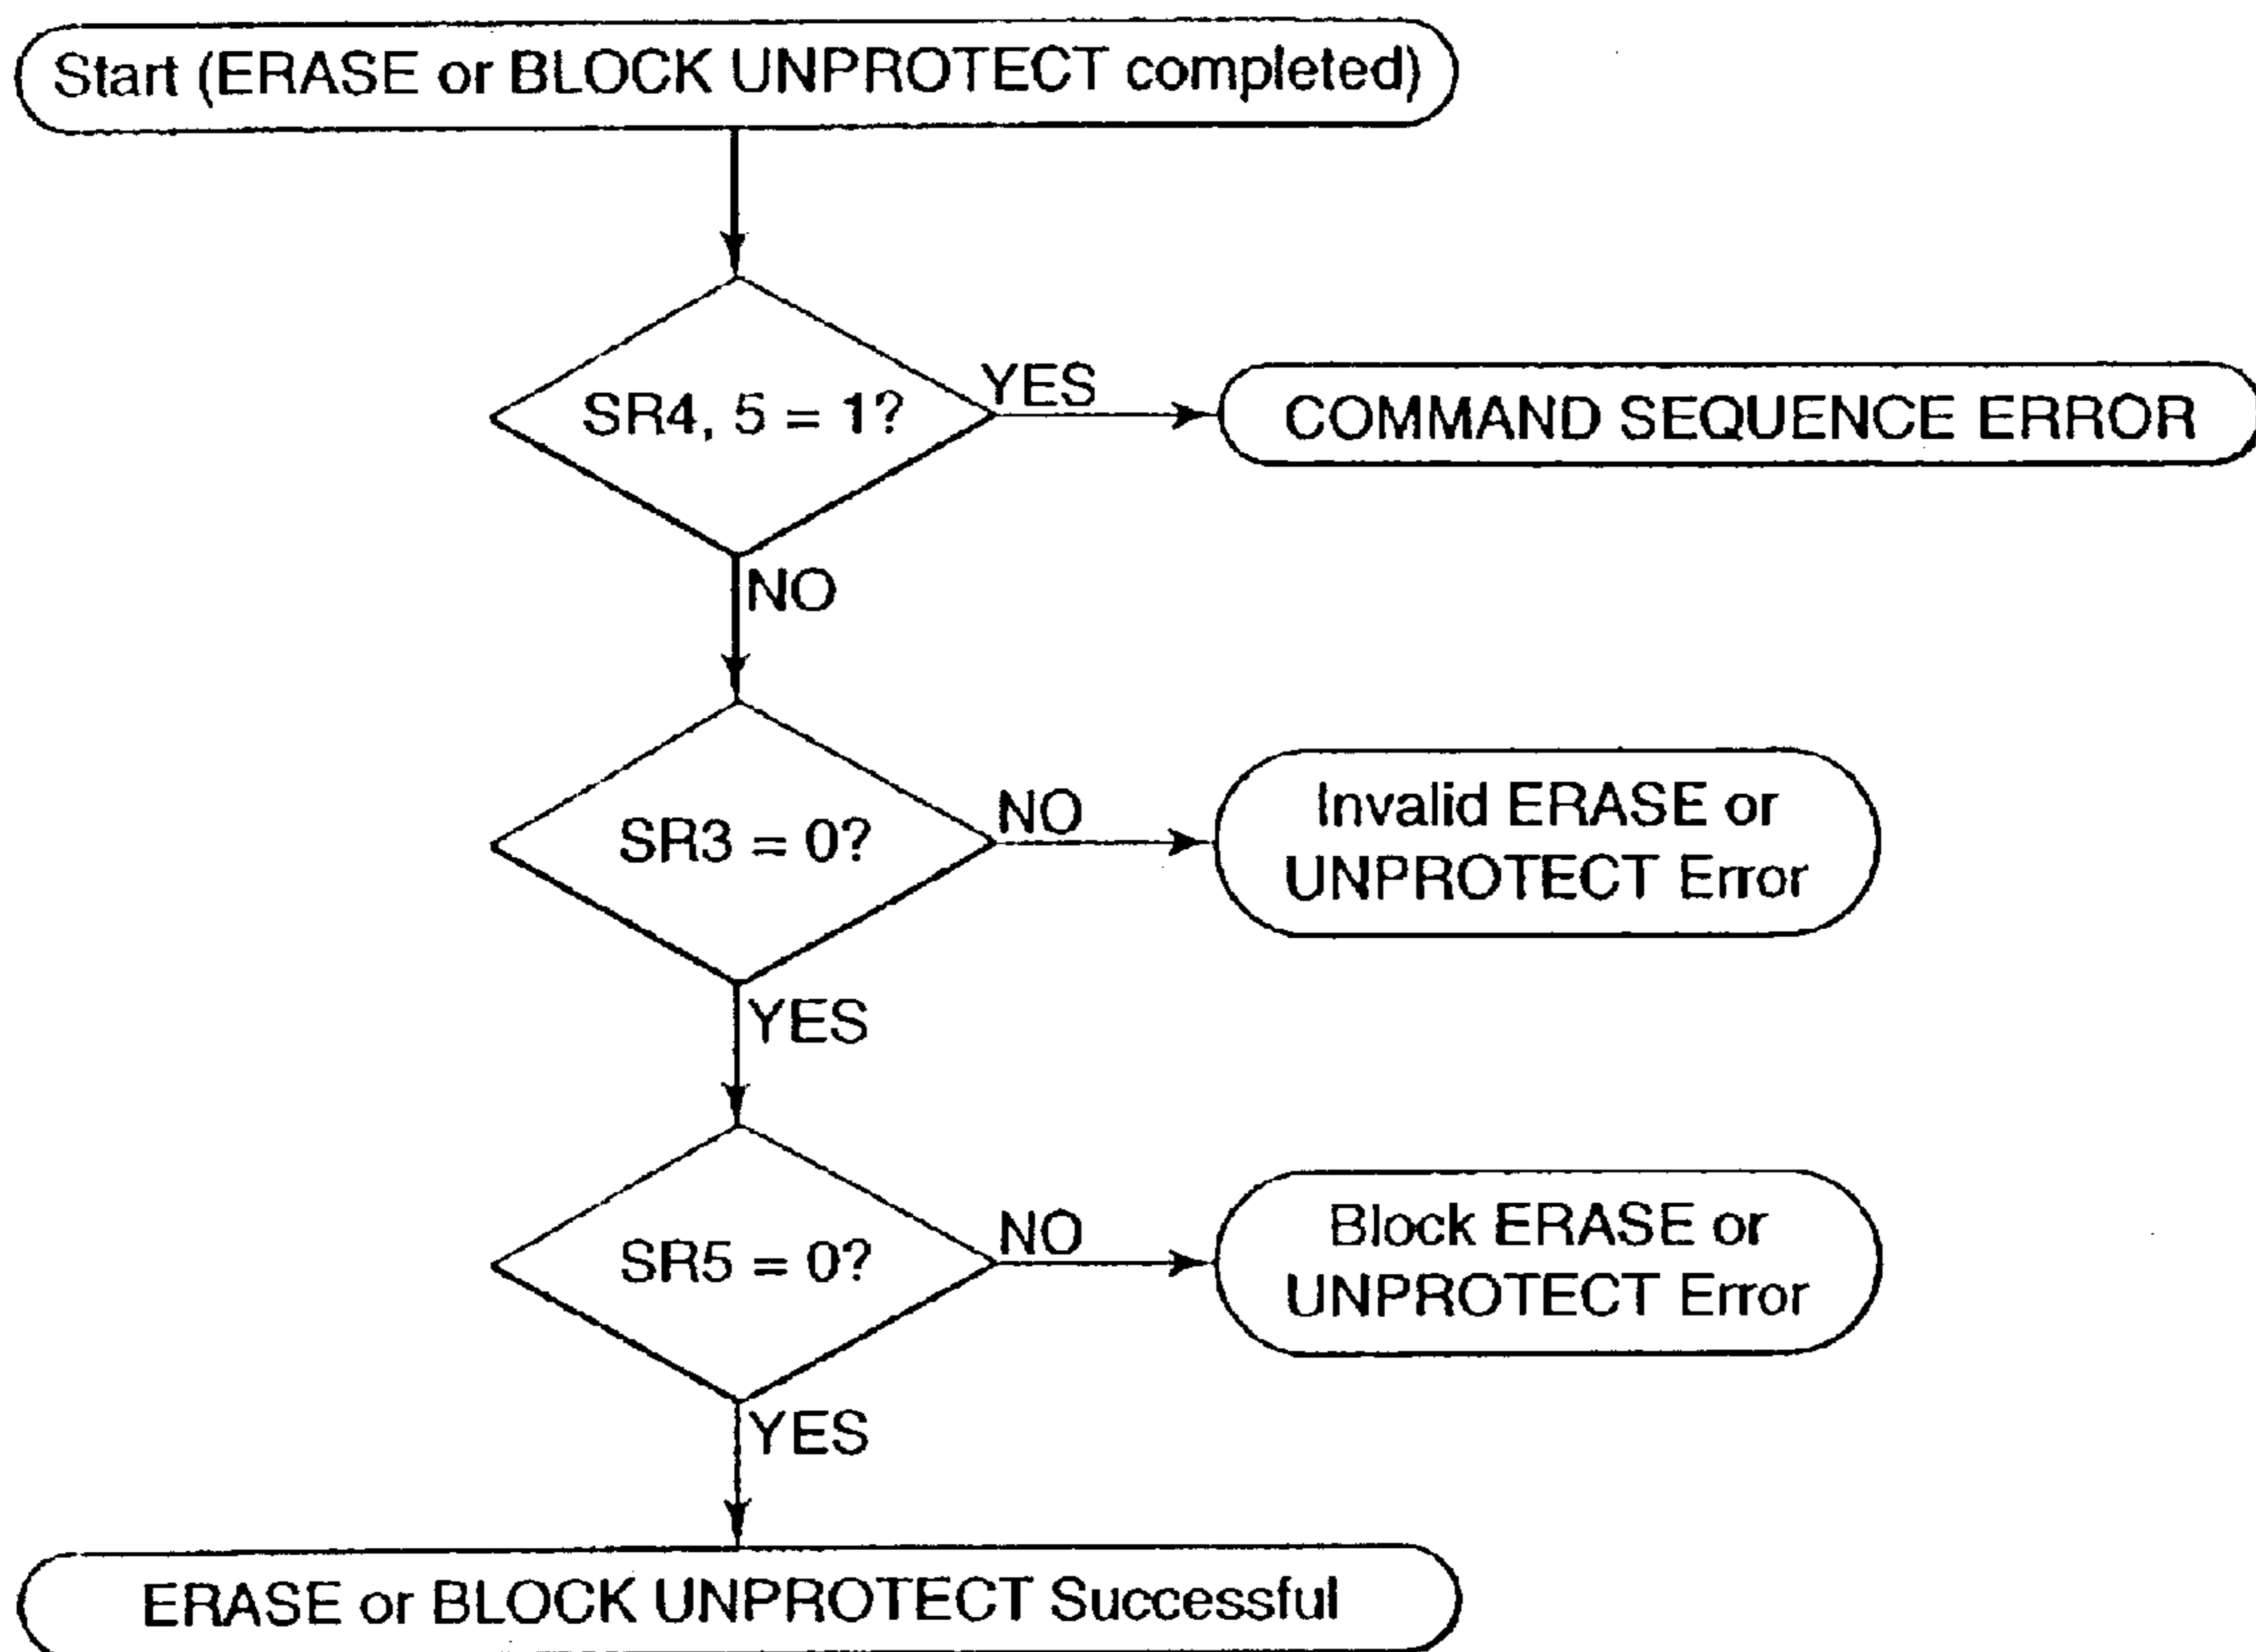 Start (ERASE or BLOCK UNPROTECT completed)
SR4, 5 = 1?
YES
COMMAND SEQUENCE ERROR
NO
SR3 = 0?
NO
Invalid ERASE or
UNPROTECT Error
YES
SR5 = 0?
NO
Block ERASE or
UNPROTECT Error
YES
ERASE or BLOCK UNPROTECT Successful